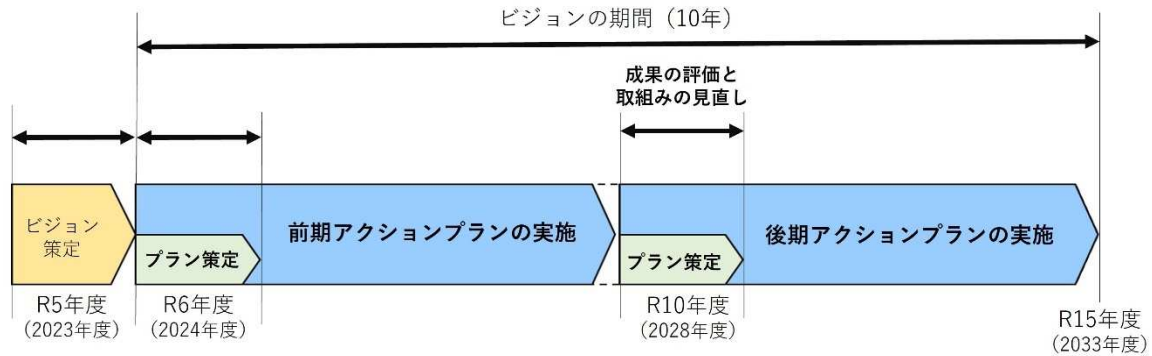 ビジョンの期間（10年）
成果の評価と
取組みの見直し
ビジョン
策定
前期アクションプランの実施
プラン策定
後期アクションプランの実施
プラン策定
R5年度
（2023年度）
R6年度
（2024年度）
R10年度
（2028年度）
R15年度
（2033年度）